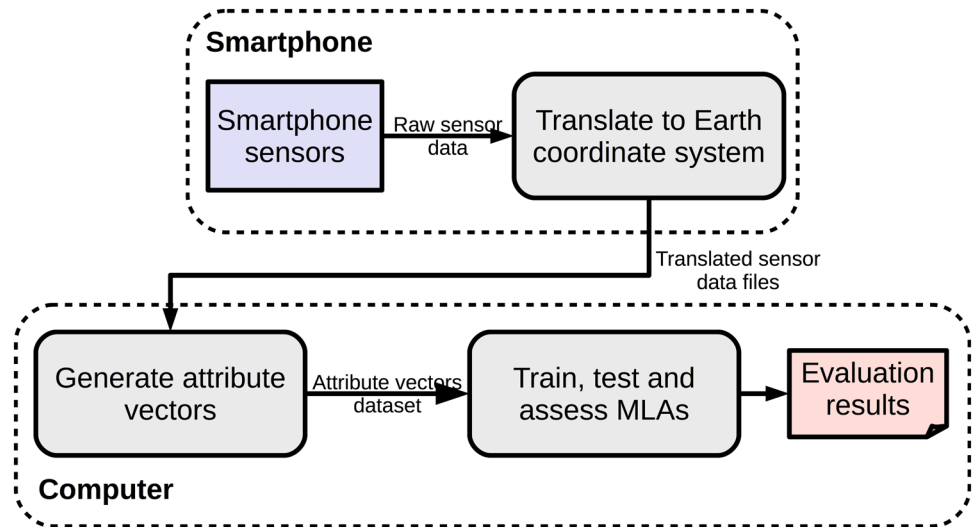 Smartphone
Smartphone
sensors
Raw sensor
data
Translate to Earth
coordinate system
Translated sensor
data files
Generate attribute
vectors
Attribute vectors
dataset
Train, test and
assess MLAs
Evaluation
results
Computer